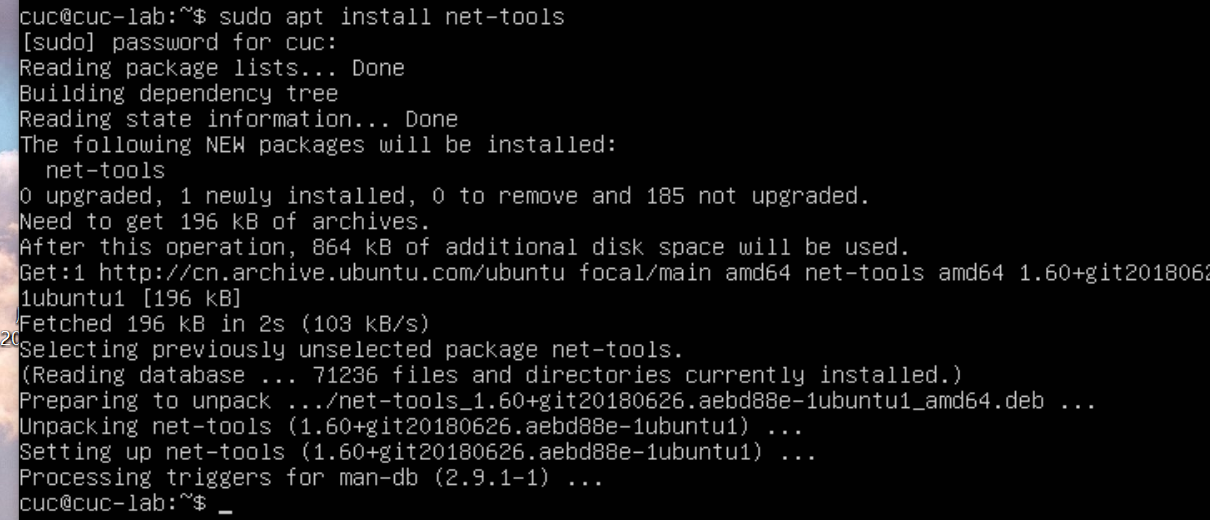 cuc@cuc-lab:~$ sudo apt install net-tools
[sudo] password for cuc:
Reading package lists... Done
Building dependency tree
Reading state information... Done
The following NEW packages will be installed:
  net-tools
0 upgraded, 1 newly installed, 0 to remove and 185 not upgraded.
Need to get 196 kB of archives.
After this operation, 864 kB of additional disk space will be used.
Get:1 http://cn.archive.ubuntu.com/ubuntu focal/main amd64 net-tools amd64 1.60+git2018062
1ubuntu1 [196 kB]
Fetched 196 kB in 2s (103 kB/s)
20
Selecting previously unselected package net-tools.
(Reading database ... 71236 files and directories currently installed.)
Preparing to unpack .../net-tools_1.60+git20180626.aebd88e-1ubuntu1_amd64.deb ...
Unpacking net-tools (1.60+git20180626.aebd88e-1ubuntu1) ...
Setting up net-tools (1.60+git20180626.aebd88e-1ubuntu1) ...
Processing triggers for man-db (2.9.1-1) ...
cuc@cuc-lab:~$ _